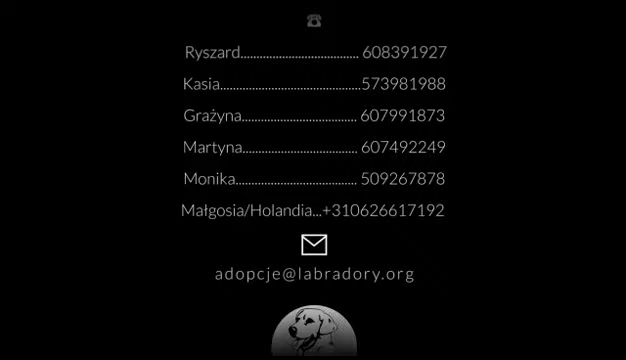 Ryszard.................................... 608391927
Kasia...........................................573981988
Grażyna................................... 607991873
Martyna................................... 607492249
Monika..................................... 509267878
Małgosia/Holandia...+310626617192
adopcje@labradory.org